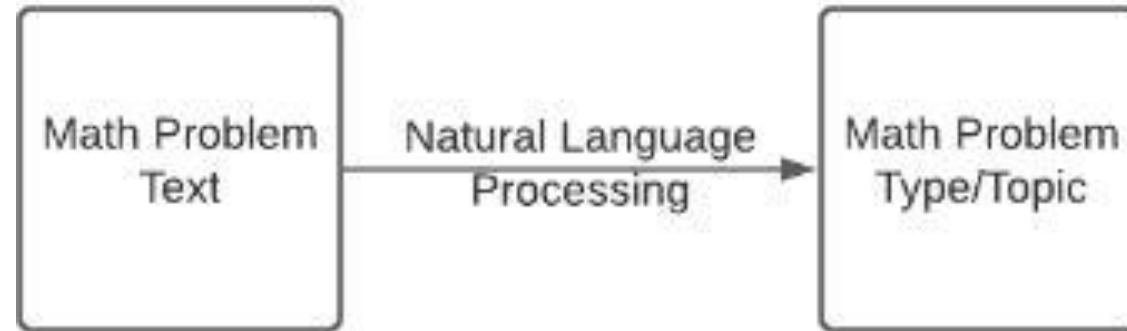 Math Problem
Text
Natural Language
Processing
Math Problem
Type/Topic